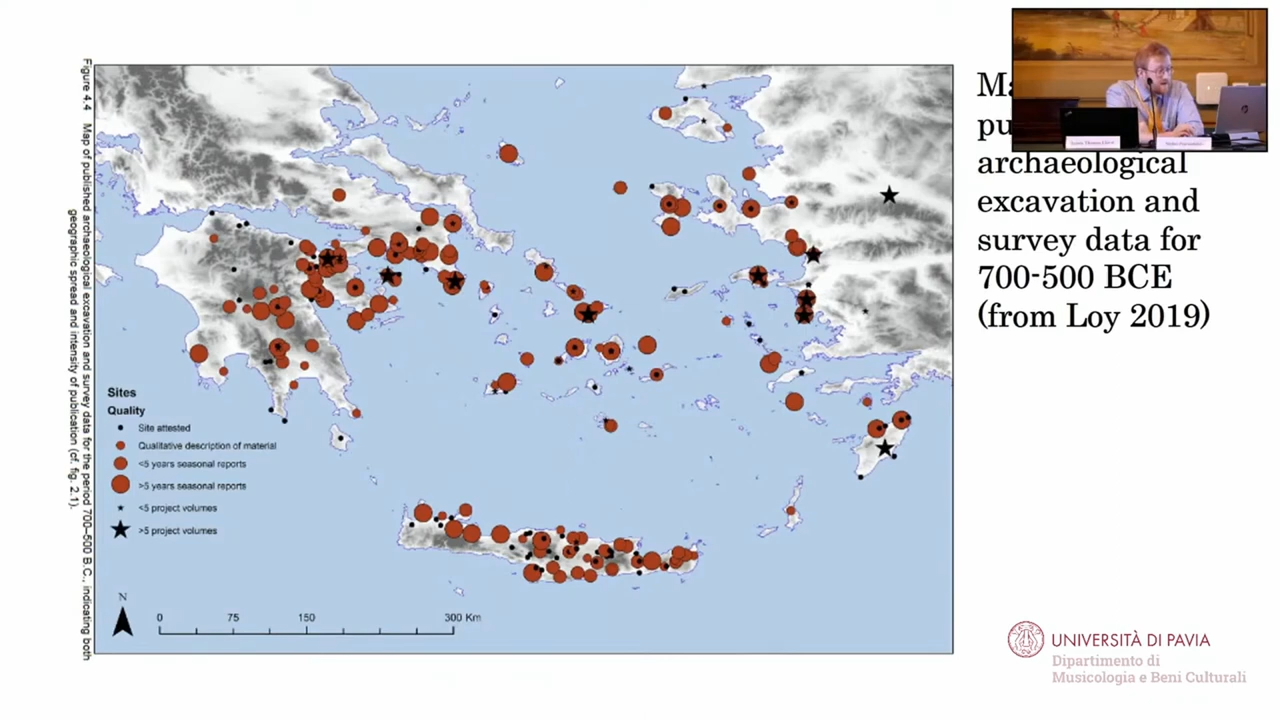 Figure 4.4 Map of published archaeological excavation and survey data for the period 700–500 B.C., indicating both
geographic spread and intensity of publication (cf. fig. 2.1).
Sites
Quality
Site attested
Qualitative description of material
<5 years seasonal reports
>5 years seasonal reports
<5 project volumes
>5 project volumes
N
0 75 150 300 Km
archaeological
excavation and
survey data for
700-500 BCE
(from Loy 2019)
UNIVERSITÀ DI PAVIA
Dipartimento di
Musicologia e Beni Culturali